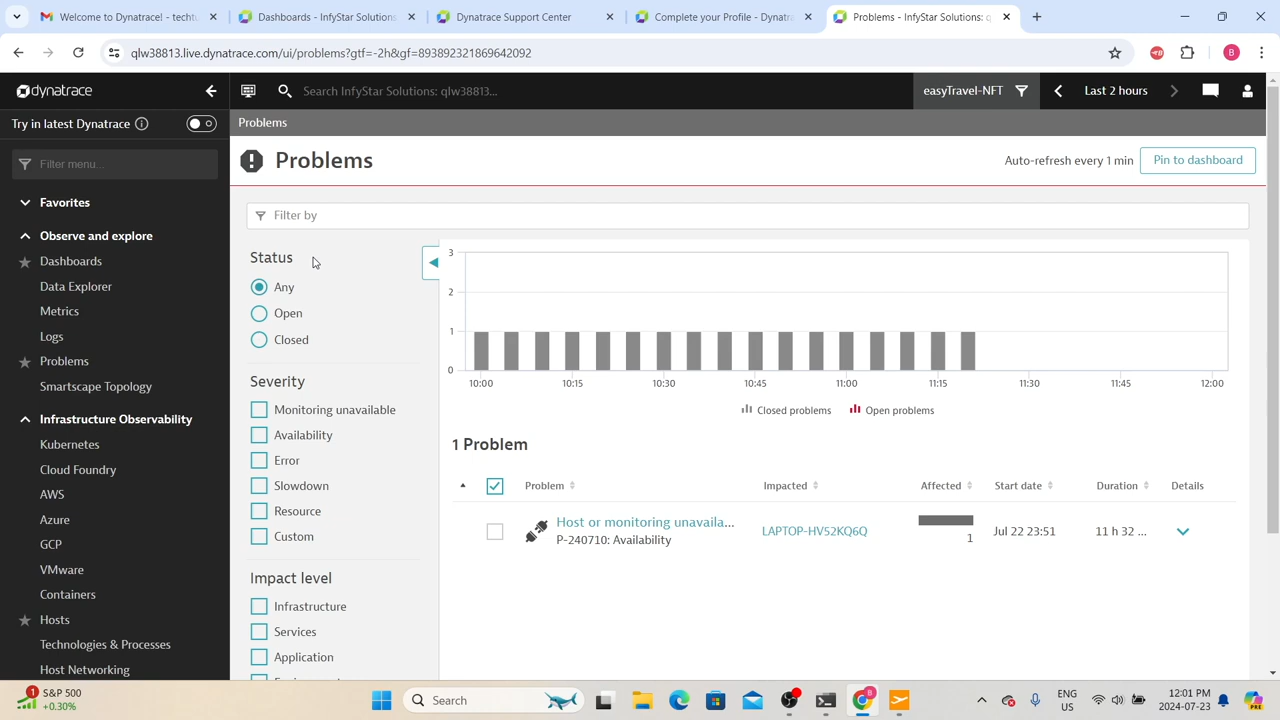 Welcome to Dynatrace! - techtu
Dashboards - InfyStar Solutions
Dynatrace Support Center
Complete your Profile - Dynatra
Problems - InfyStar Solutions: q
qlw38813.live.dynatrace.com/ui/problems?gtf=-2h&gf=893892321869642092
B
dynatrace
Search InfyStar Solutions: qlw38813...
easyTravel-NFT
Last 2 hours
Try in latest Dynatrace
Problems
Filter menu...
Problems
Auto-refresh every 1 min
Pin to dashboard
Favorites
Observe and explore
Dashboards
Data Explorer
Metrics
Logs
Problems
Smartscape Topology
Infrastructure Observability
Kubernetes
Cloud Foundry
AWS
Azure
GCP
VMware
Containers
Hosts
Technologies & Processes
Host Networking
Filter by
Status
Any
Open
Closed
Severity
Monitoring unavailable
Availability
Error
Slowdown
Resource
Custom
Impact level
Infrastructure
Services
Application
3
2
1
0
10:00 10:15 10:30 10:45 11:00 11:15 11:30 11:45 12:00
Closed problems Open problems
1 Problem
Problem Impacted Affected Start date Duration Details
Host or monitoring unavaila...
P-240710: Availability
LAPTOP-HV52KQ6Q
1
Jul 22 23:51
11 h 32 ...
1
S&P 500
+0.30%
Search
B
ENG
US
12:01 PM
2024-07-23
PRE